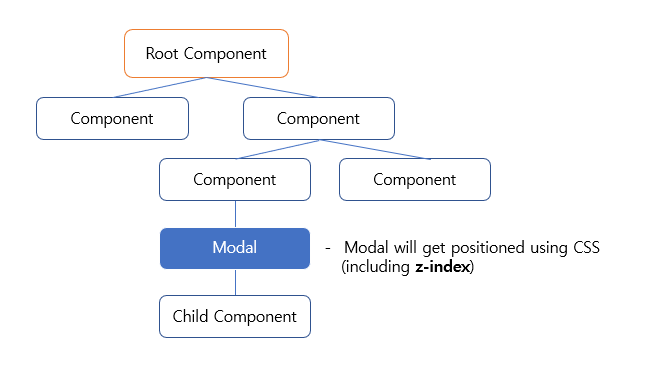 Root Component
Component
Component
Component
Component
Modal
- Modal will get positioned using CSS
(including z-index)
Child Component